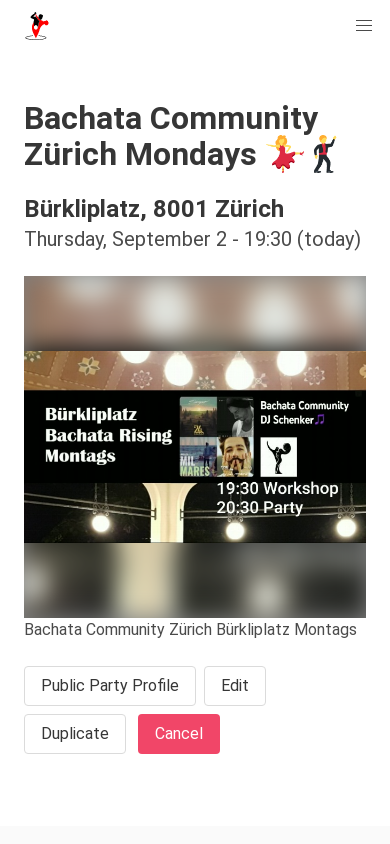 Bachata Community
Zürich Mondays 💃🕺
Bürkliplatz, 8001 Zürich
Thursday, September 2 - 19:30 (today)
Bürkliplatz
Bachata Rising
Montags
MIL
MARES
Bachata Community
DJ Schenker🎵
19:30 Workshop
20:30 Party
Bachata Community Zürich Bürkliplatz Montags
Public Party Profile
Edit
Duplicate
Cancel